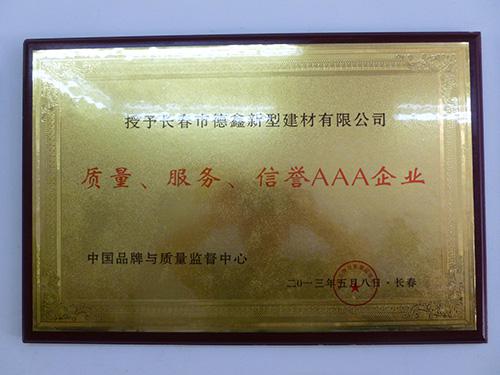 授予长春市德鑫新型建材有限公司
质量、服务、信誉AAA企业
中国品牌与质量监督中心
二〇一三年五月八日·长春